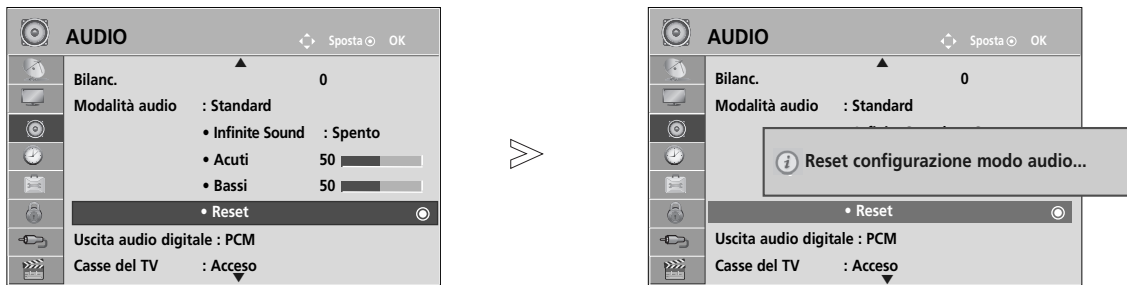 AUDIO
Sposta OK
Bilanc. 0
Modalità audio : Standard
• Infinite Sound : Spento
• Acuti 50
• Bassi 50
• Reset
Uscita audio digitale : PCM
Casse del TV : Acceso
AUDIO
Sposta OK
Bilanc. 0
Modalità audio : Standard
Reset configurazione modo audio...
• Reset
Uscita audio digitale : PCM
Casse del TV : Acceso